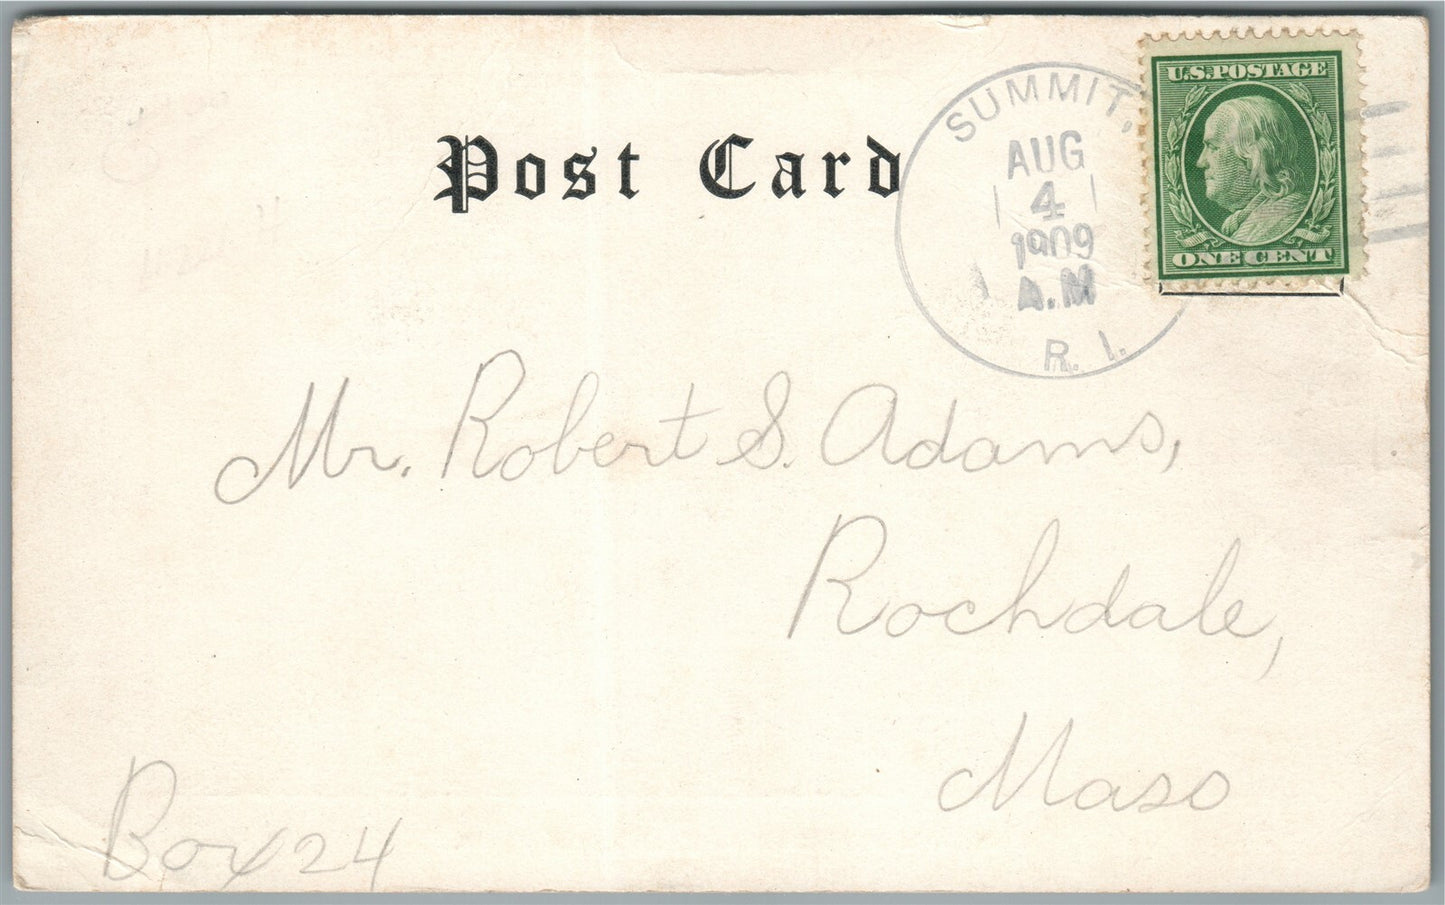 Post Card
SUMMIT,
AUG
4
1909
A.M
R. I.
U.S. POSTAGE
ONE CENT
Mr. Robert S. Adams,
Rochdale,
Mass
Box 24